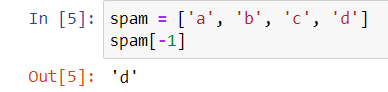 In [5]: spam = ['a', 'b', 'c', 'd']
spam[-1]
Out[5]: 'd'